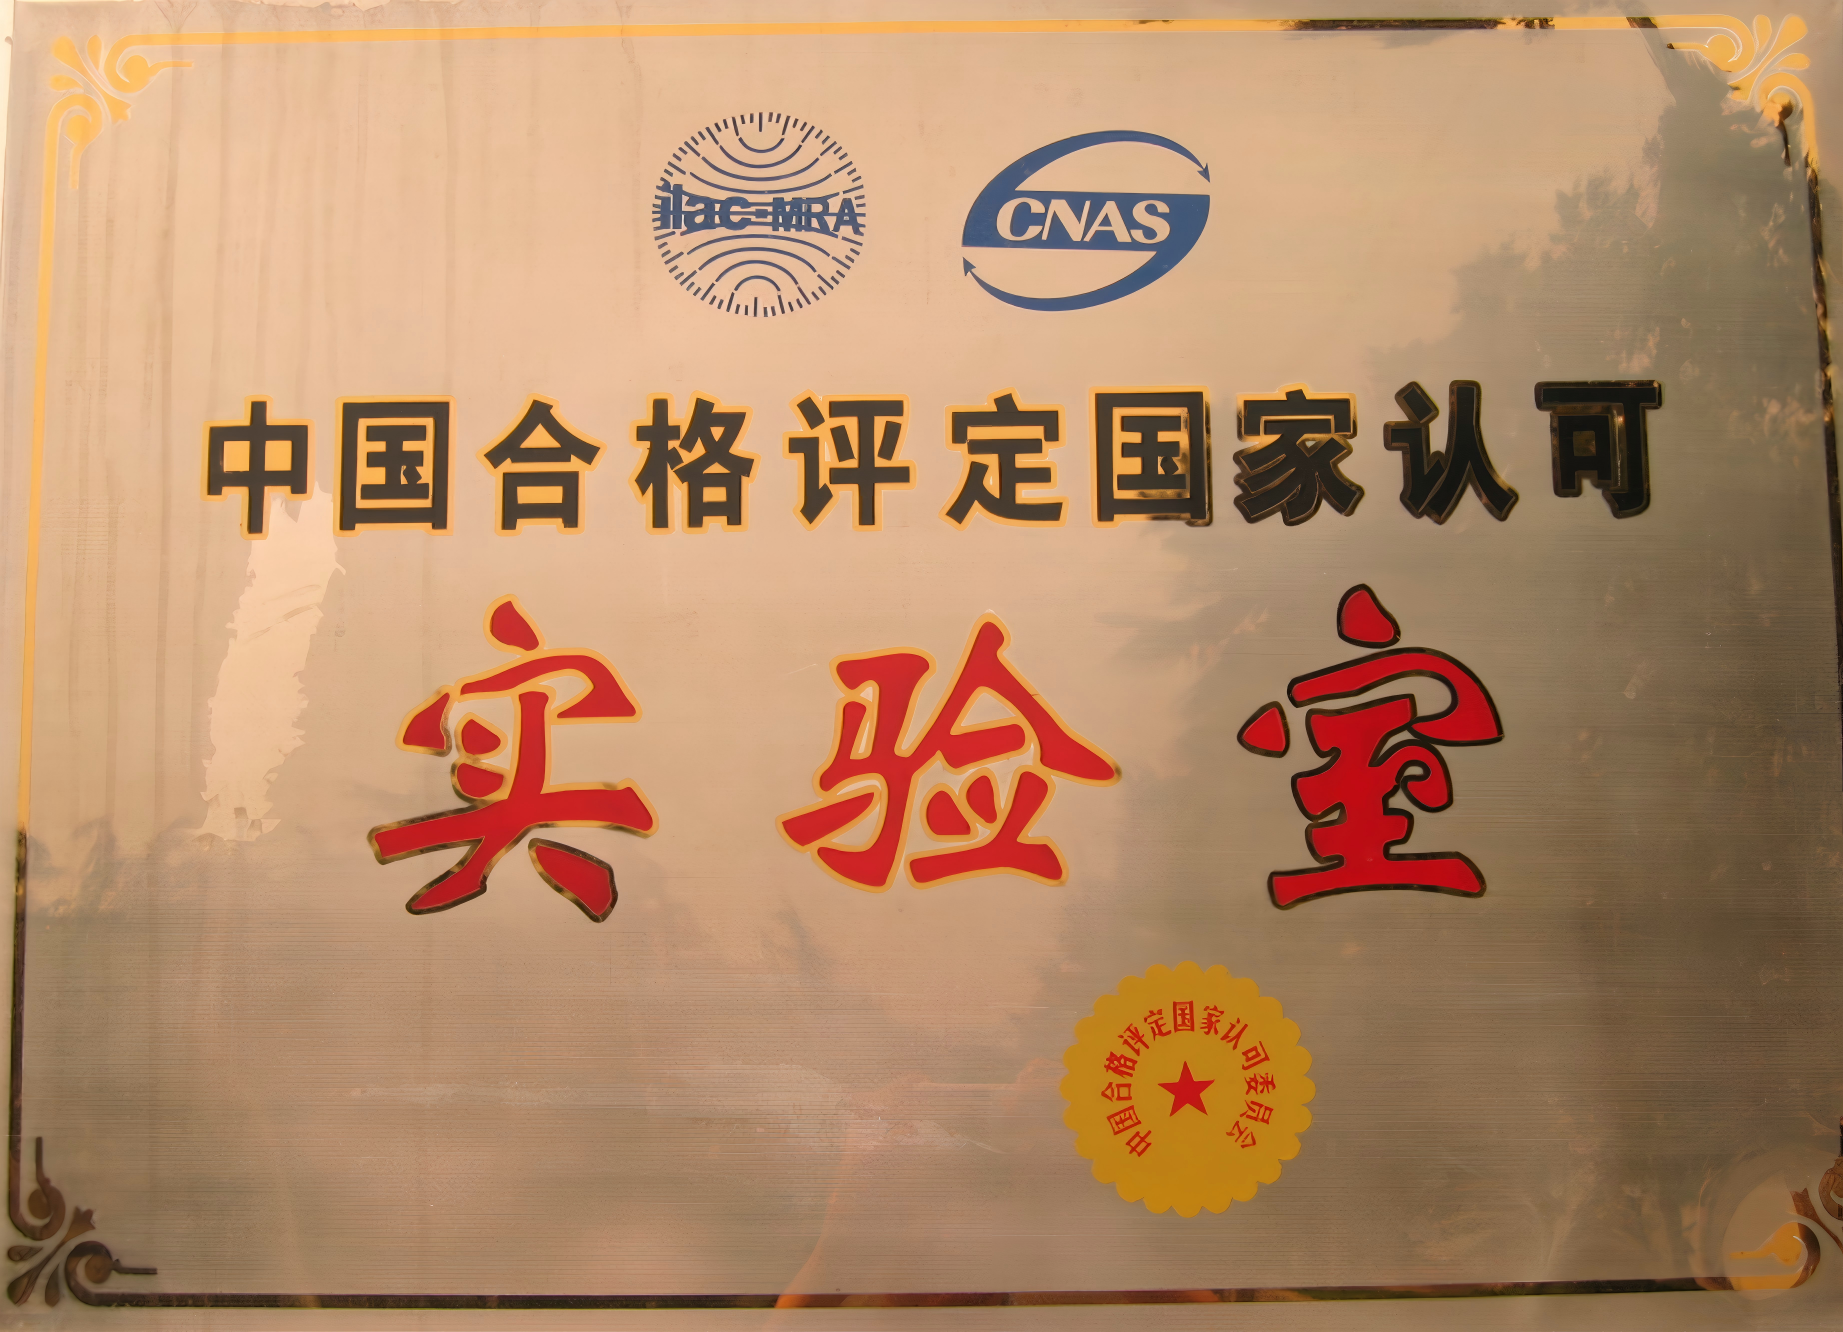 ilac-MRA
CNAS
中国合格评定国家认可
实验室
中国合格评定国家认可委员会